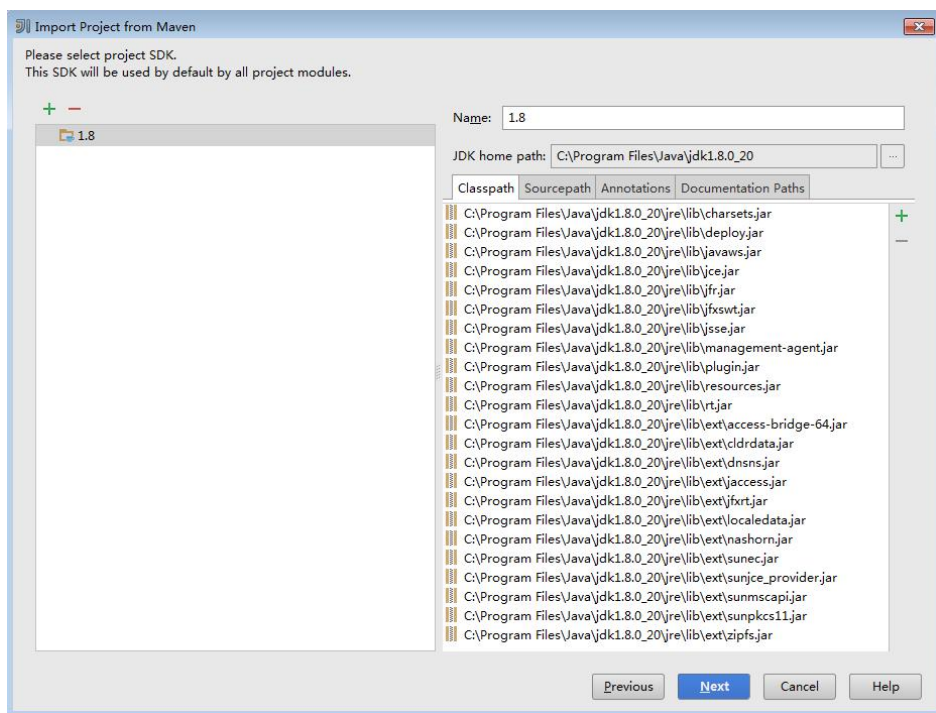 Import Project from Maven
Please select project SDK.
This SDK will be used by default by all project modules.
1.8
Name: 1.8
JDK home path: C:\Program Files\Java\jdk1.8.0_20 ...
Classpath Sourcepath Annotations Documentation Paths
C:\Program Files\Java\jdk1.8.0_20\jre\lib\charsets.jar
C:\Program Files\Java\jdk1.8.0_20\jre\lib\deploy.jar
C:\Program Files\Java\jdk1.8.0_20\jre\lib\javaws.jar
C:\Program Files\Java\jdk1.8.0_20\jre\lib\jce.jar
C:\Program Files\Java\jdk1.8.0_20\jre\lib\jfr.jar
C:\Program Files\Java\jdk1.8.0_20\jre\lib\jfxswt.jar
C:\Program Files\Java\jdk1.8.0_20\jre\lib\jsse.jar
C:\Program Files\Java\jdk1.8.0_20\jre\lib\management-agent.jar
C:\Program Files\Java\jdk1.8.0_20\jre\lib\plugin.jar
C:\Program Files\Java\jdk1.8.0_20\jre\lib\resources.jar
C:\Program Files\Java\jdk1.8.0_20\jre\lib\rt.jar
C:\Program Files\Java\jdk1.8.0_20\jre\lib\ext\access-bridge-64.jar
C:\Program Files\Java\jdk1.8.0_20\jre\lib\ext\cldrdata.jar
C:\Program Files\Java\jdk1.8.0_20\jre\lib\ext\dnsns.jar
C:\Program Files\Java\jdk1.8.0_20\jre\lib\ext\jaccess.jar
C:\Program Files\Java\jdk1.8.0_20\jre\lib\ext\jfxrt.jar
C:\Program Files\Java\jdk1.8.0_20\jre\lib\ext\localedata.jar
C:\Program Files\Java\jdk1.8.0_20\jre\lib\ext\nashorn.jar
C:\Program Files\Java\jdk1.8.0_20\jre\lib\ext\sunec.jar
C:\Program Files\Java\jdk1.8.0_20\jre\lib\ext\sunjce_provider.jar
C:\Program Files\Java\jdk1.8.0_20\jre\lib\ext\sunmscapi.jar
C:\Program Files\Java\jdk1.8.0_20\jre\lib\ext\sunpkcs11.jar
C:\Program Files\Java\jdk1.8.0_20\jre\lib\ext\zipfs.jar
Previous Next Cancel Help